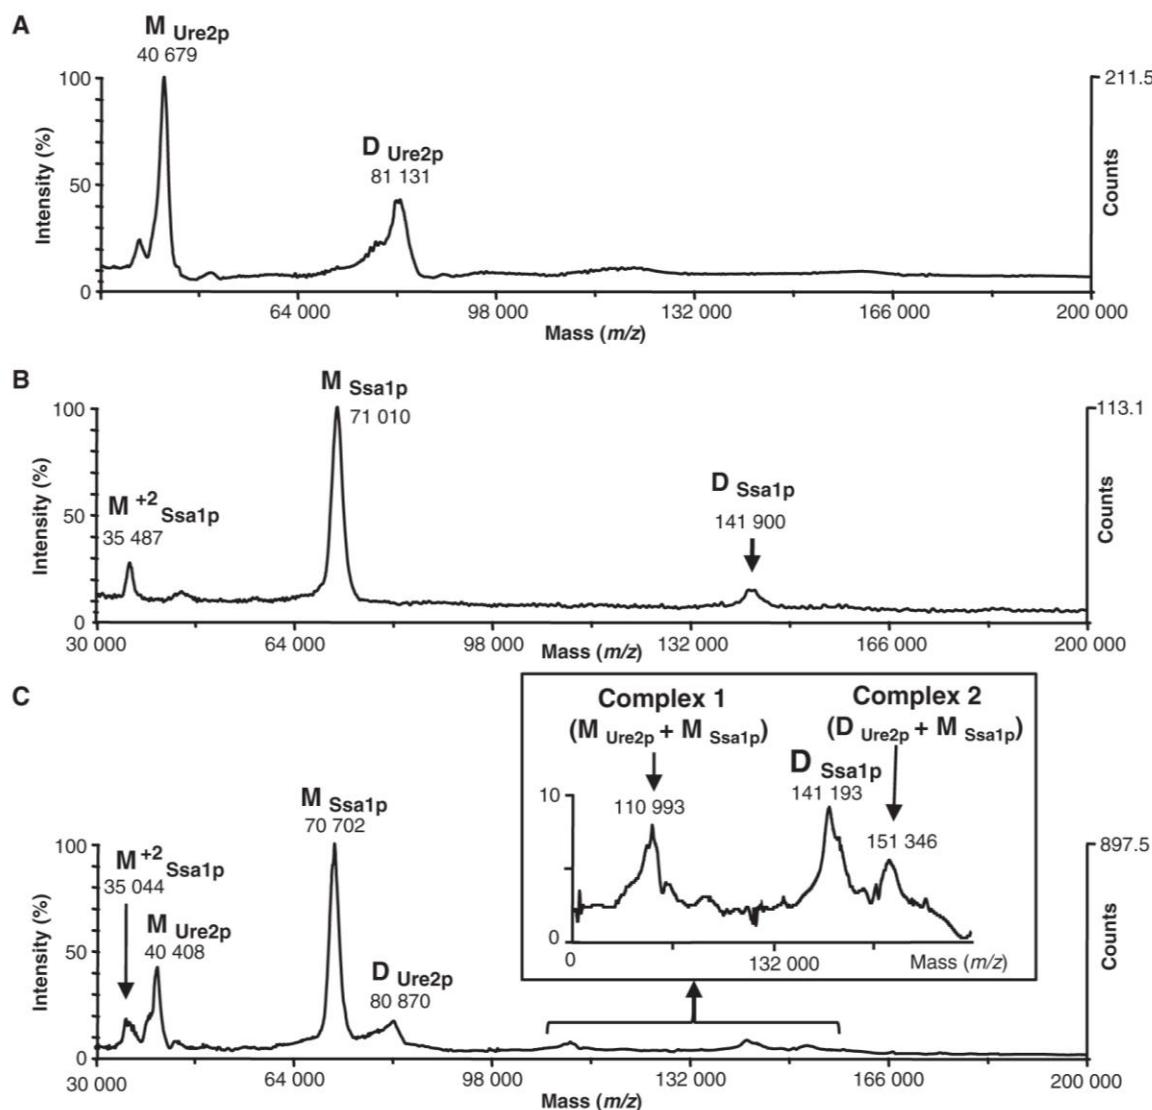 A
M Ure2p
40 679
100
211.5
D Ure2p
81 131
Intensity (%)
50
Counts
0
64 000
98 000
132 000
166 000
200 000
Mass (m/z)
B
M Ssa1p
71 010
100
113.1
D Ssa1p
141 900
M +2 Ssa1p
35 487
Intensity (%)
50
Counts
0
30 000
64 000
98 000
132 000
166 000
200 000
Mass (m/z)
C
Complex 1
(M Ure2p + M Ssa1p)
Complex 2
(D Ure2p + M Ssa1p)
D Ssa1p
141 193
110 993
151 346
10
0
0
132 000
Mass (m/z)
M Ssa1p
70 702
100
897.5
M+2 Ssa1p
35 044
M Ure2p
40 408
D Ure2p
80 870
Intensity (%)
50
Counts
0
30 000
64 000
98 000
132 000
166 000
200 000
Mass (m/z)